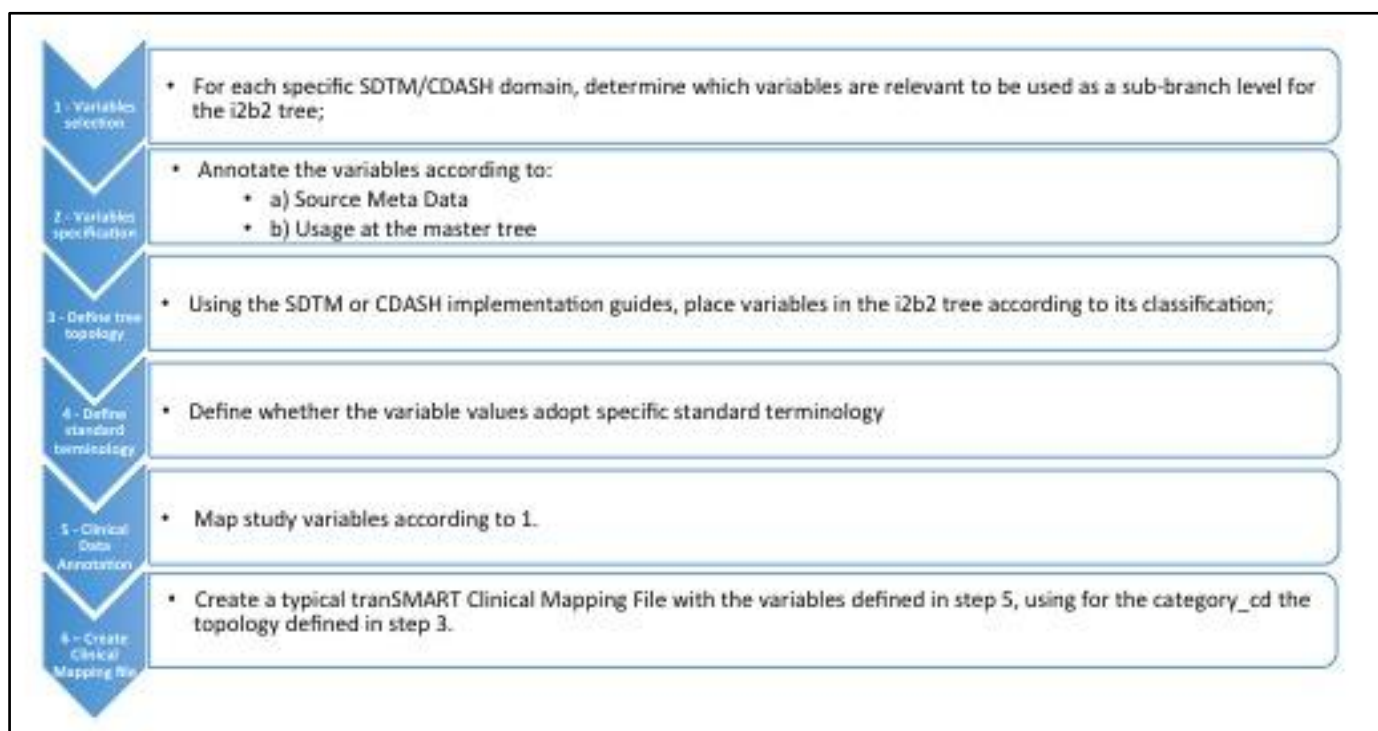 1 - Variables
selection
• For each specific SDTM/CDASH domain, determine which variables are relevant to be used as a sub-branch level for
the i2b2 tree;
2 - Variables
specification
• Annotate the variables according to:
• a) Source Meta Data
• b) Usage at the master tree
3 - Define tree
topology
• Using the SDTM or CDASH implementation guides, place variables in the i2b2 tree according to its classification;
4 - Define
standard
terminology
• Define whether the variable values adopt specific standard terminology
5 - Clinical
Data
Annotation
• Map study variables according to 1.
6 – Create
Clinical
Mapping file
• Create a typical tranSMART Clinical Mapping File with the variables defined in step 5, using for the category_cd the
topology defined in step 3.